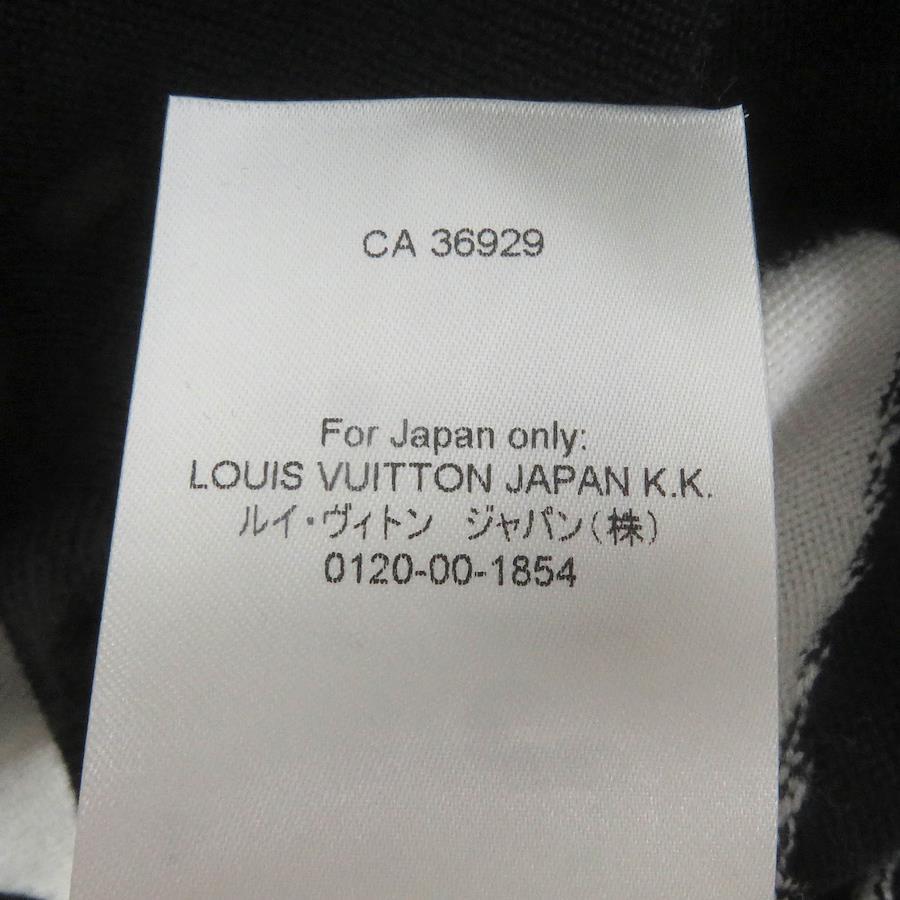 CA 36929
For Japan only:
LOUIS VUITTON JAPAN K.K.
ルイ・ヴィトン　ジャパン(株)
0120-00-1854